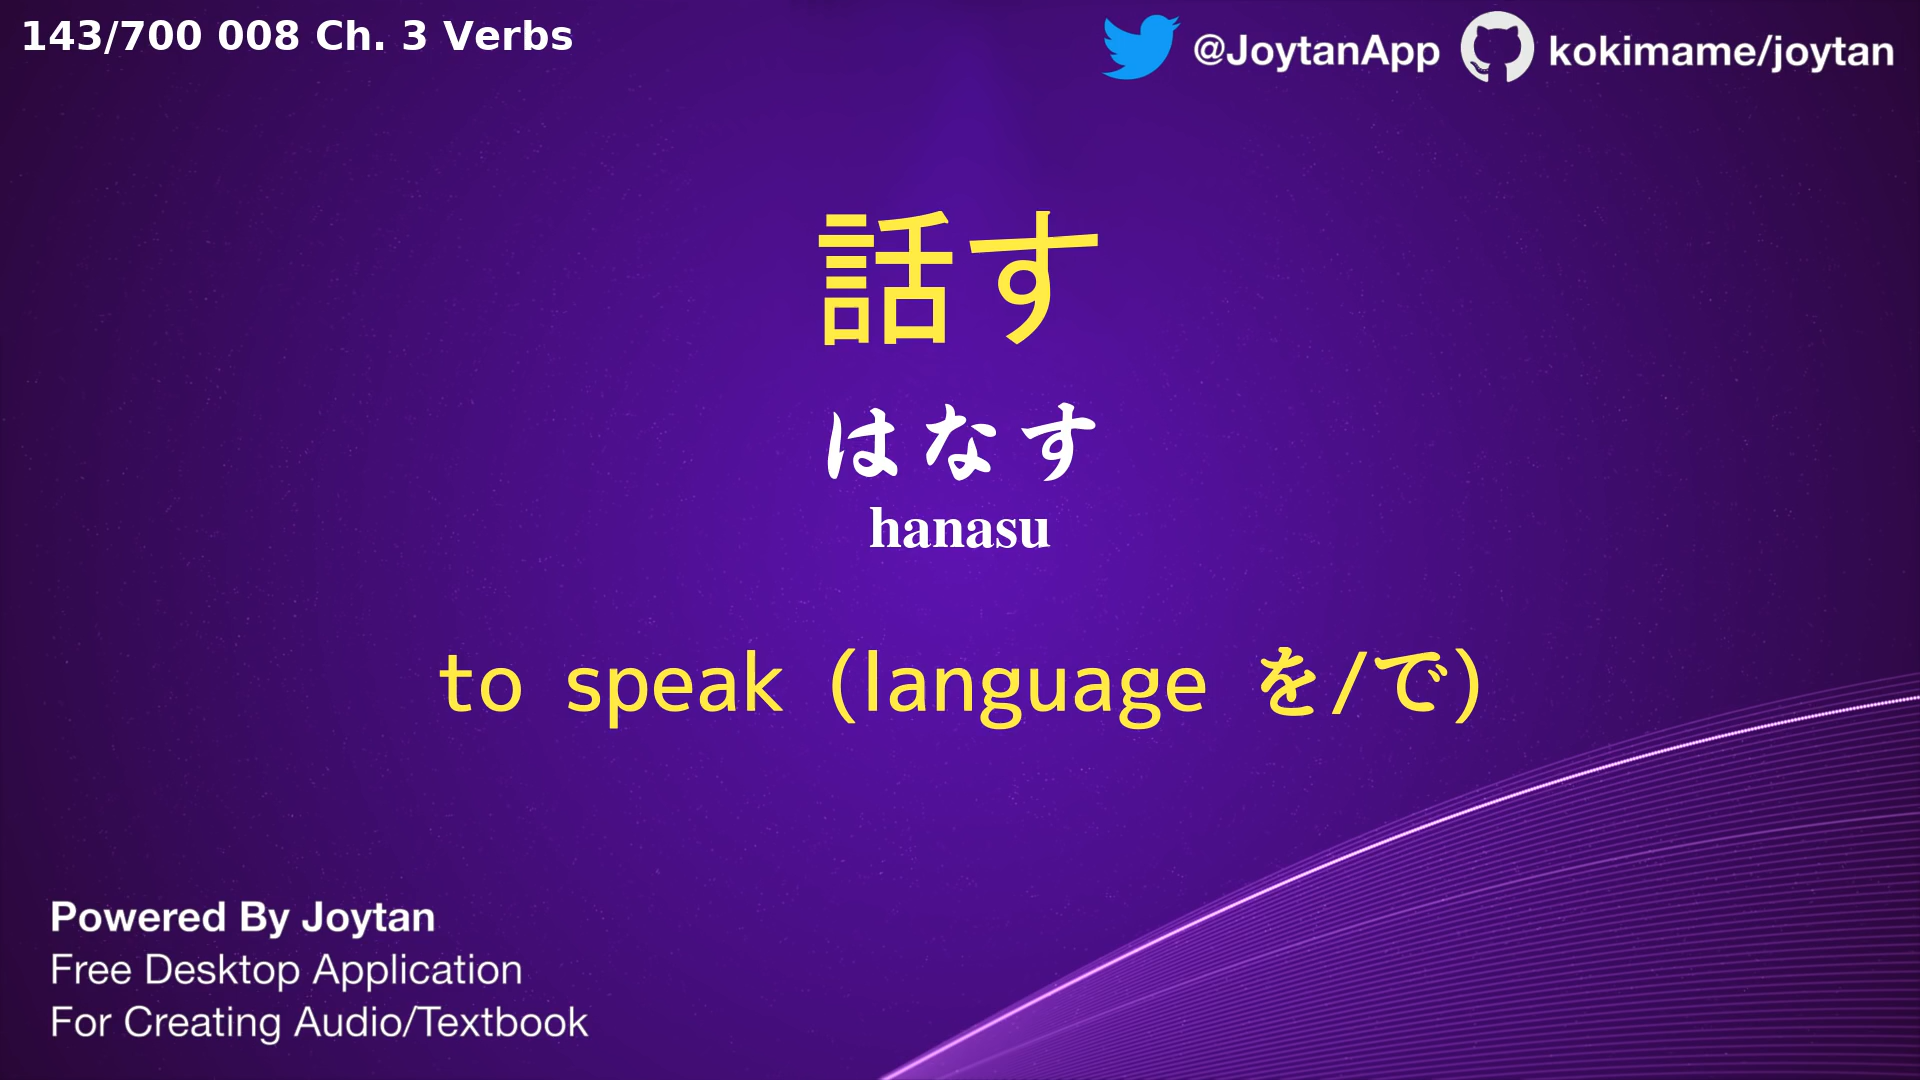 143/700 008 Ch. 3 Verbs
@JoytanApp kokimame/joytan
話す
はなす
hanasu
to speak (language を/で)
Powered By Joytan
Free Desktop Application
For Creating Audio/Textbook